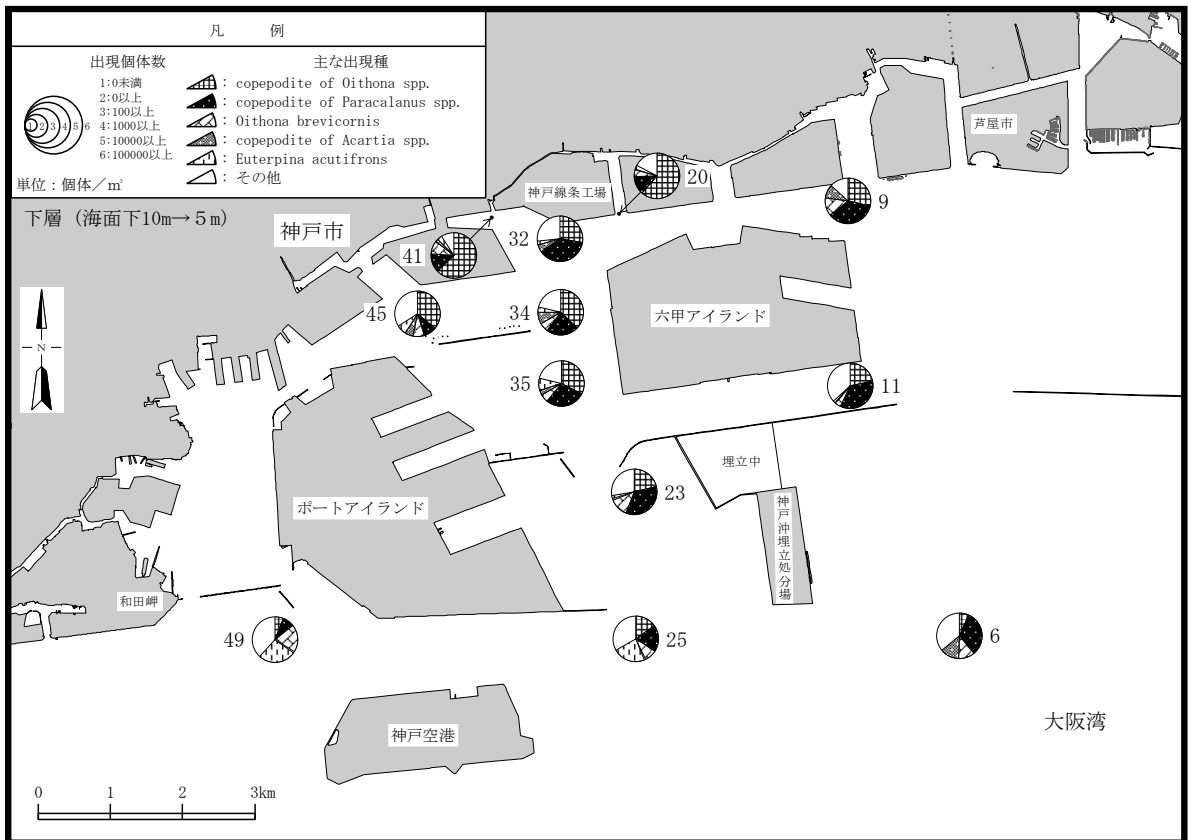 凡 例
出現個体数
1:0未満
2:0以上
3:100以上
4:1000以上
5:10000以上
6:100000以上
1 2 3 4 5 6
単位：個体／㎥
主な出現種
：copepodite of Oithona spp.
：copepodite of Paracalanus spp.
：Oithona brevicornis
：copepodite of Acartia spp.
：Euterpina acutifrons
：その他
下層（海面下10m→５m）
芦屋市
20
神戸線条工場
9
神戸市
32
41
45
34
六甲アイランド
N
35
11
埋立中
23
ポートアイランド
神戸沖埋立処分場
和田岬
49
25
6
大阪湾
神戸空港
0 1 2 3km